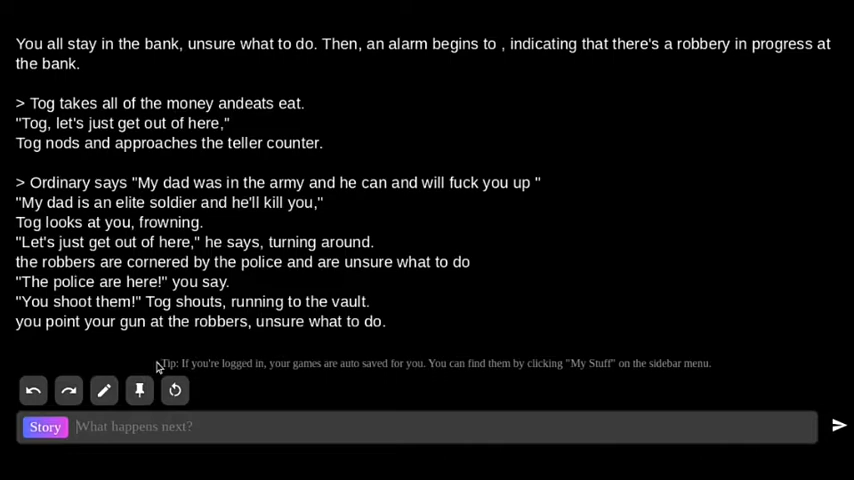 You all stay in the bank, unsure what to do. Then, an alarm begins to , indicating that there's a robbery in progress at
the bank.
> Tog takes all of the money andeats eat.
"Tog, let's just get out of here,"
Tog nods and approaches the teller counter.
> Ordinary says "My dad was in the army and he can and will fuck you up "
"My dad is an elite soldier and he'll kill you,"
Tog looks at you, frowning.
"Let's just get out of here," he says, turning around.
the robbers are cornered by the police and are unsure what to do
"The police are here!" you say.
"You shoot them!" Tog shouts, running to the vault.
you point your gun at the robbers, unsure what to do.
Tip: If you're logged in, your games are auto saved for you. You can find them by clicking "My Stuff" on the sidebar menu.
Story What happens next?